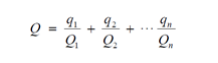 Q = q₁/Q₁ + q₂/Q₂ + ⋯ qₙ/Qₙ